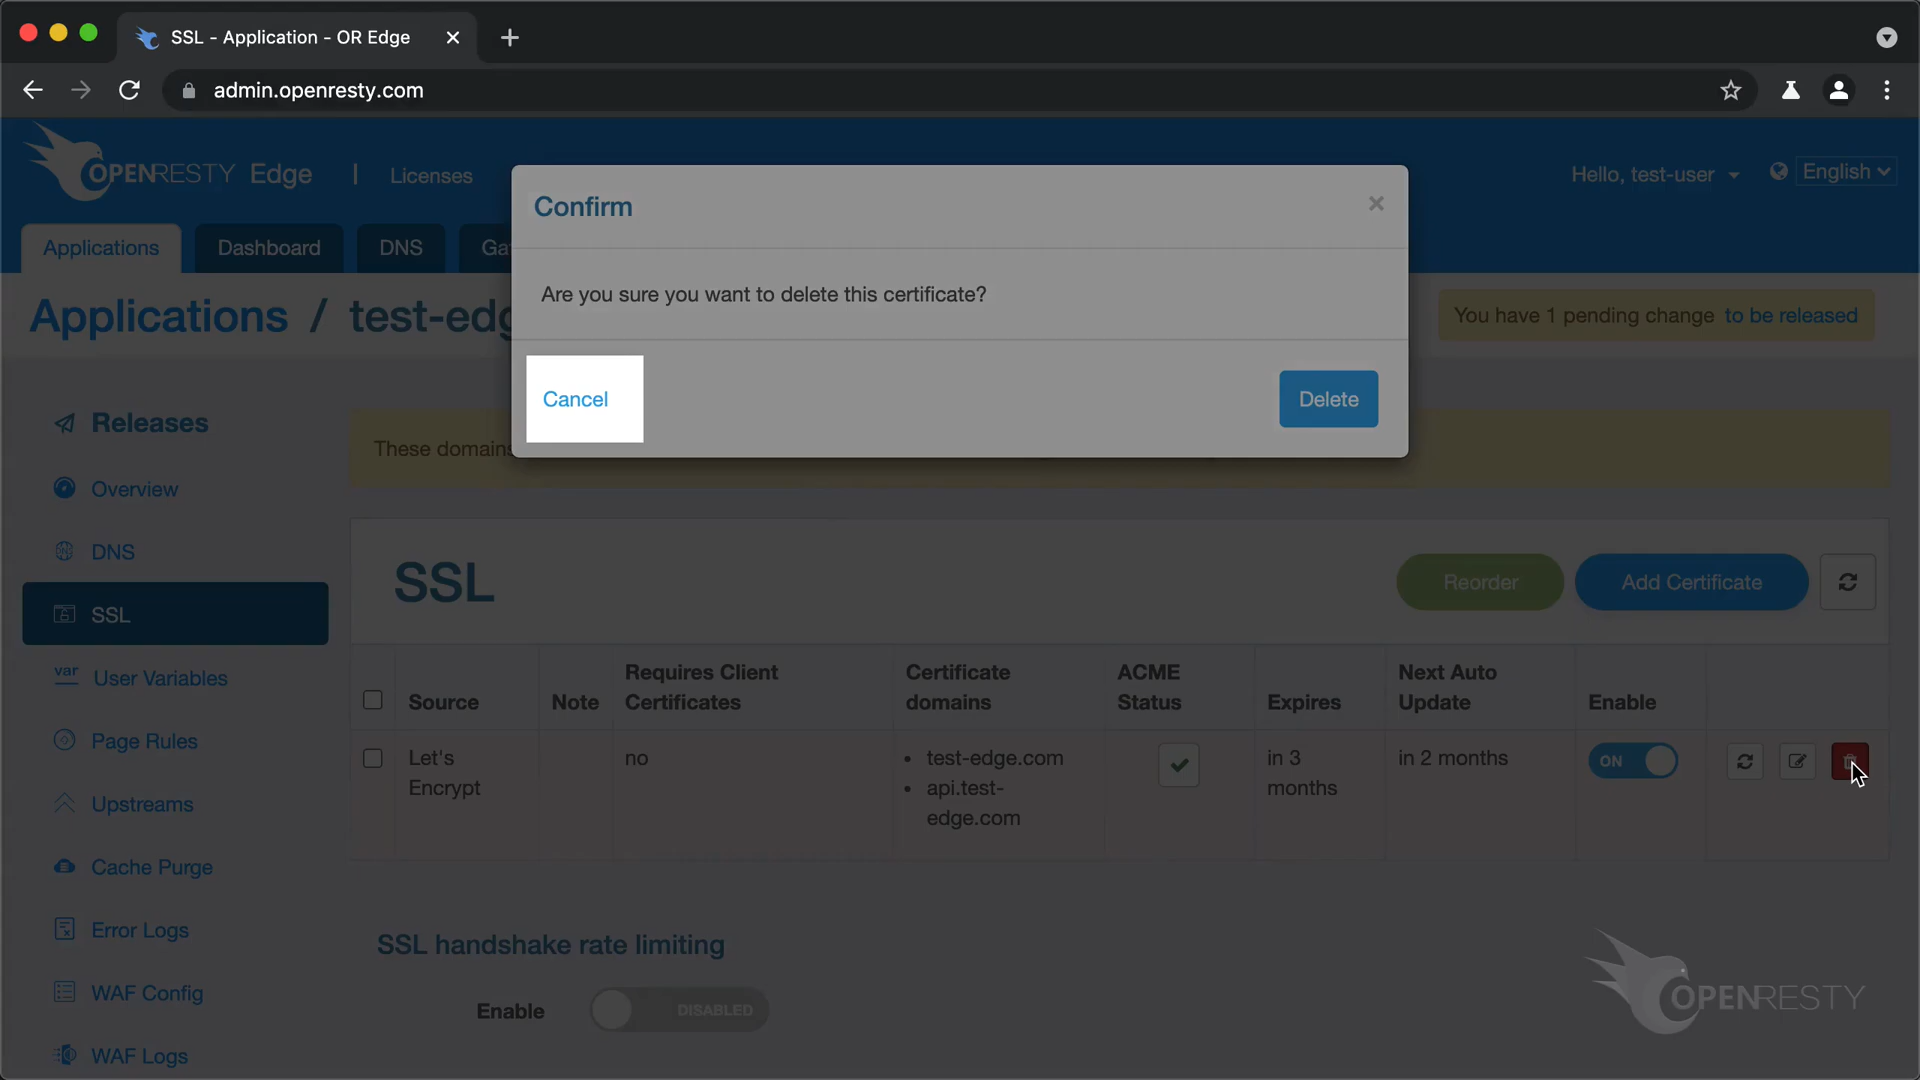 SSL - Application - OR Edge
admin.openresty.com
OPENRESTY Edge | Licenses
Hello, test-user
English
Applications
Dashboard
DNS
Confirm
Are you sure you want to delete this certificate?
Cancel
Delete
Applications / test-edg
You have 1 pending change to be released
These domains
Releases
Overview
DNS
SSL
User Variables
Page Rules
Upstreams
Cache Purge
Error Logs
WAF Config
WAF Logs
SSL
Reorder
Add Certificate
Source
Note
Requires Client
Certificates
Certificate
domains
ACME
Status
Expires
Next Auto
Update
Enable
Let's
Encrypt
no
• test-edge.com
• api.test-
edge.com
in 3
months
in 2 months
ON
SSL handshake rate limiting
Enable
DISABLED
OPENRESTY